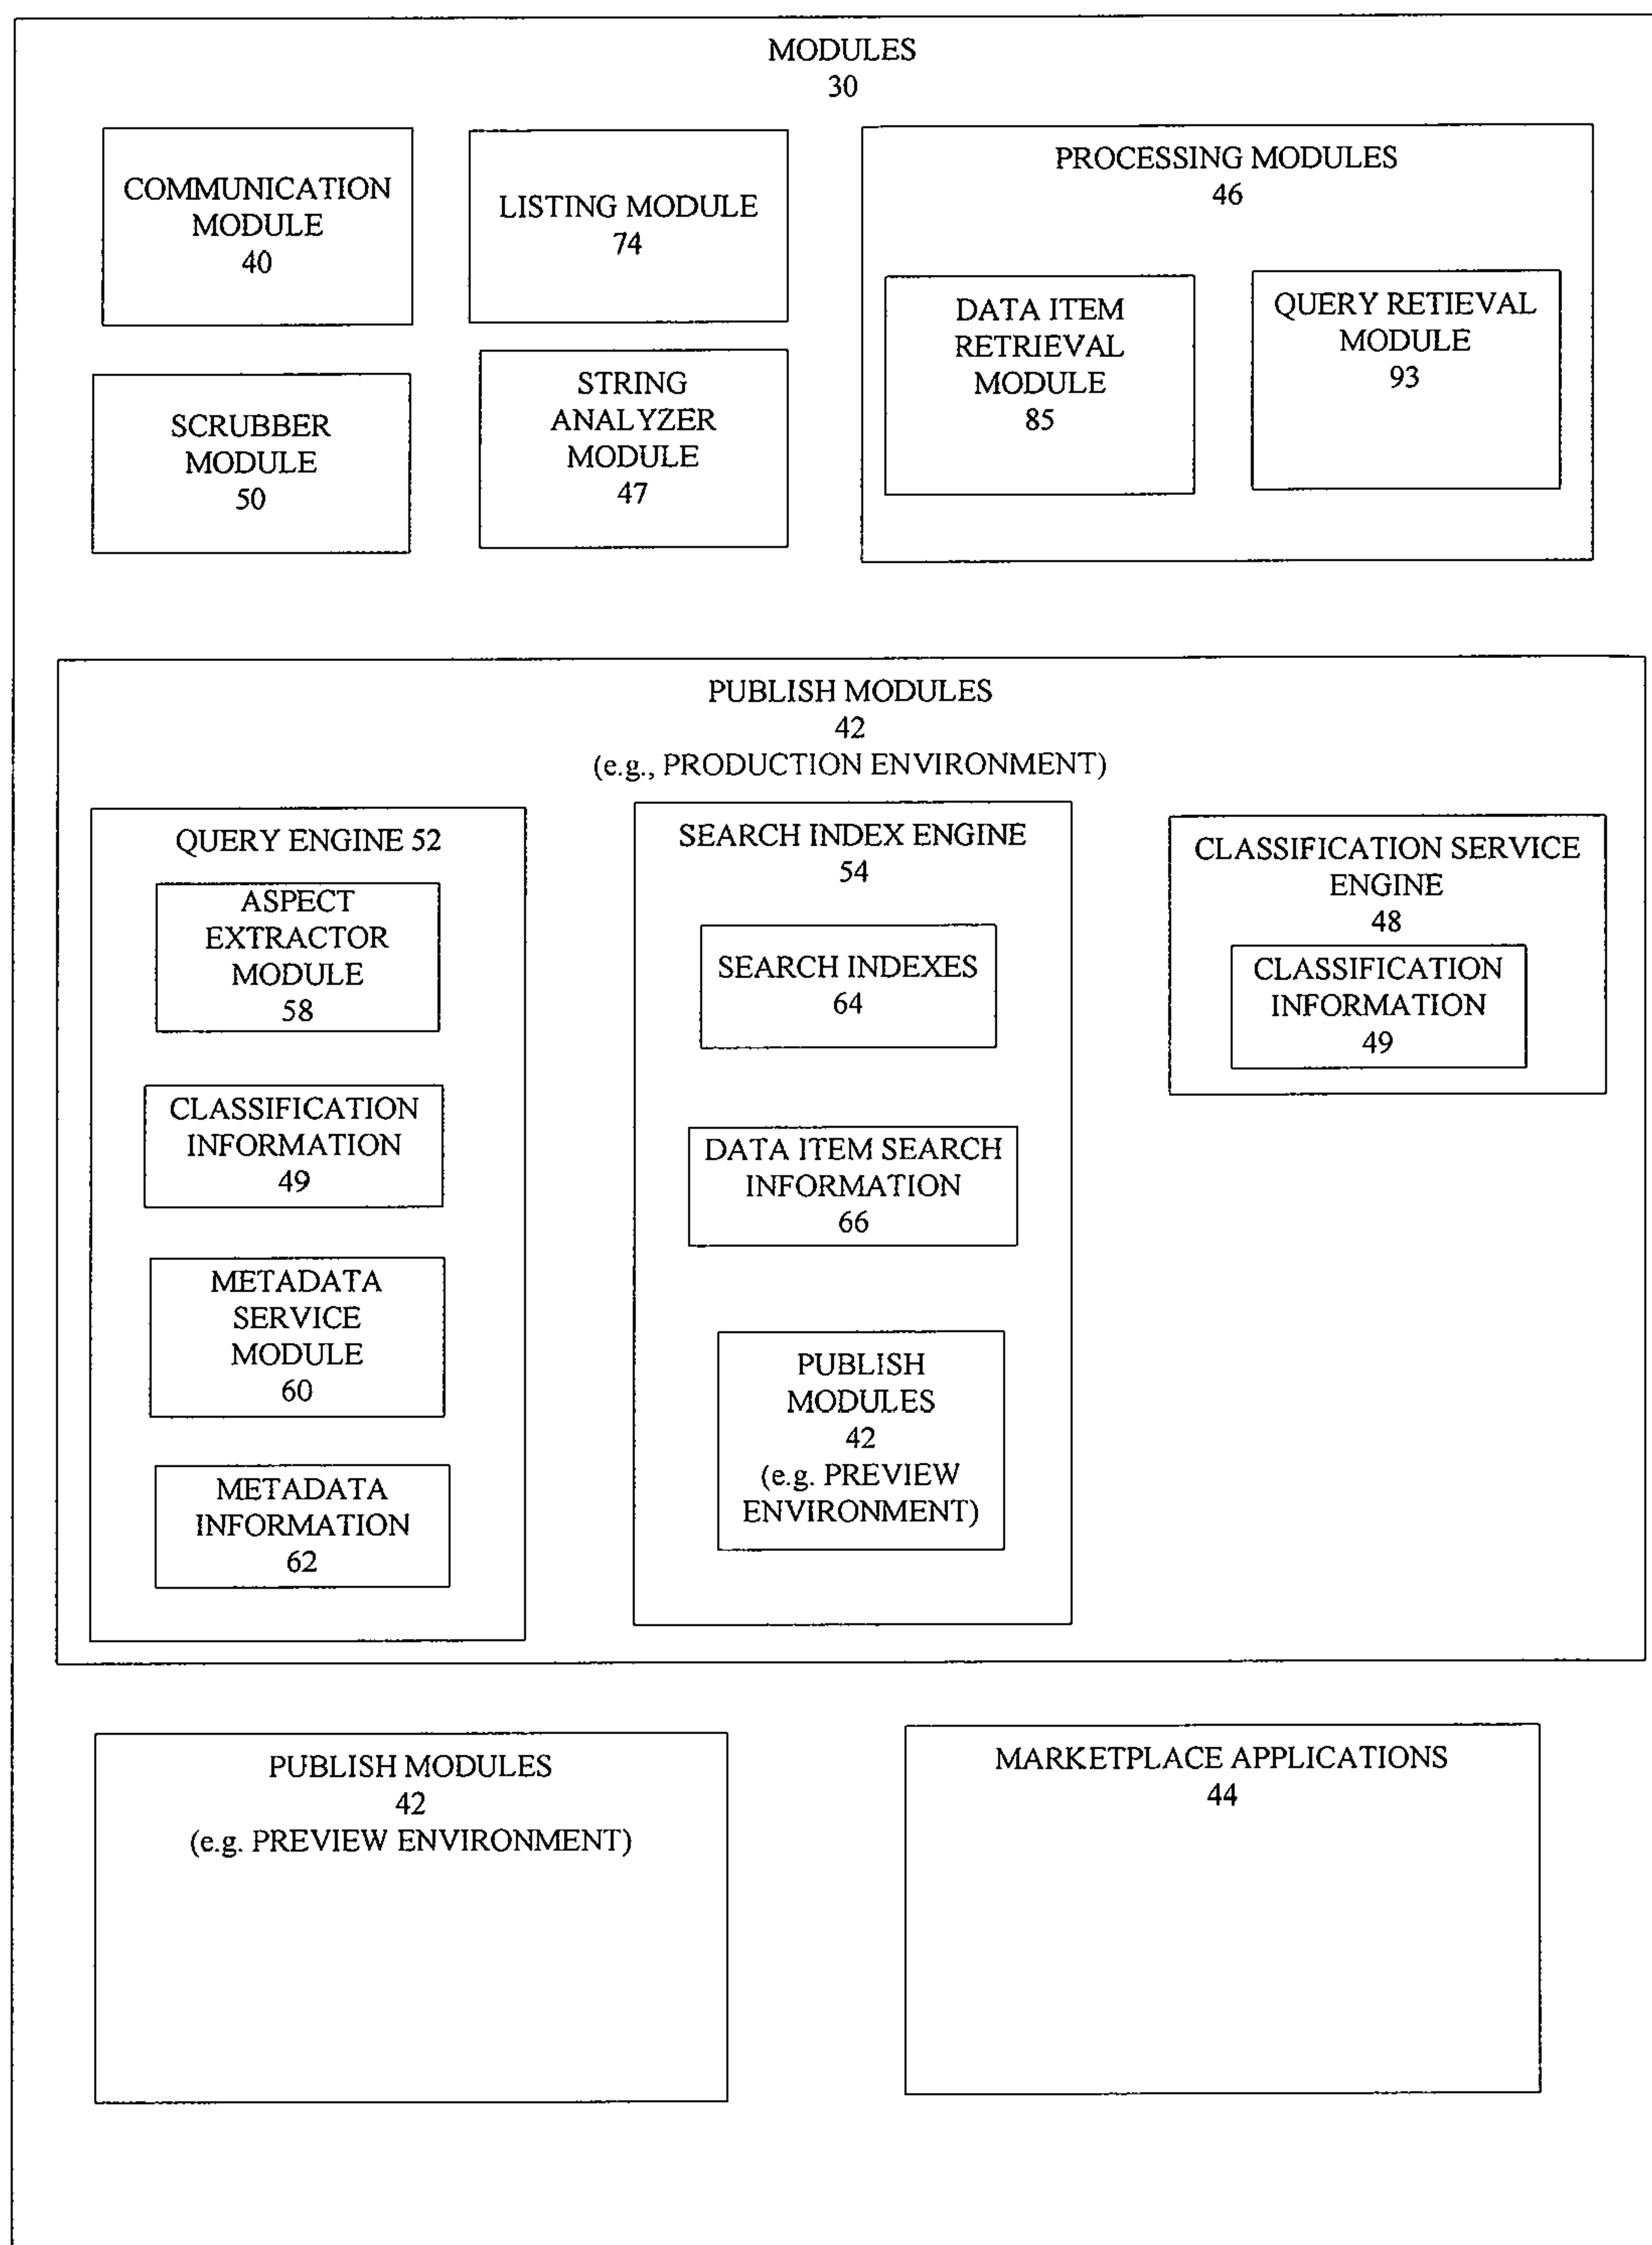 MODULES
30
COMMUNICATION
MODULE
40
LISTING MODULE
74
PROCESSING MODULES
46
DATA ITEM
RETRIEVAL
MODULE
85
QUERY RETIEVAL
MODULE
93
SCRUBBER
MODULE
50
STRING
ANALYZER
MODULE
47
PUBLISH MODULES
42
(e.g., PRODUCTION ENVIRONMENT)
QUERY ENGINE 52
ASPECT
EXTRACTOR
MODULE
58
CLASSIFICATION
INFORMATION
49
METADATA
SERVICE
MODULE
60
METADATA
INFORMATION
62
SEARCH INDEX ENGINE
54
SEARCH INDEXES
64
DATA ITEM SEARCH
INFORMATION
66
PUBLISH
MODULES
42
(e.g. PREVIEW
ENVIRONMENT)
CLASSIFICATION SERVICE
ENGINE
48
CLASSIFICATION
INFORMATION
49
PUBLISH MODULES
42
(e.g. PREVIEW ENVIRONMENT)
MARKETPLACE APPLICATIONS
44